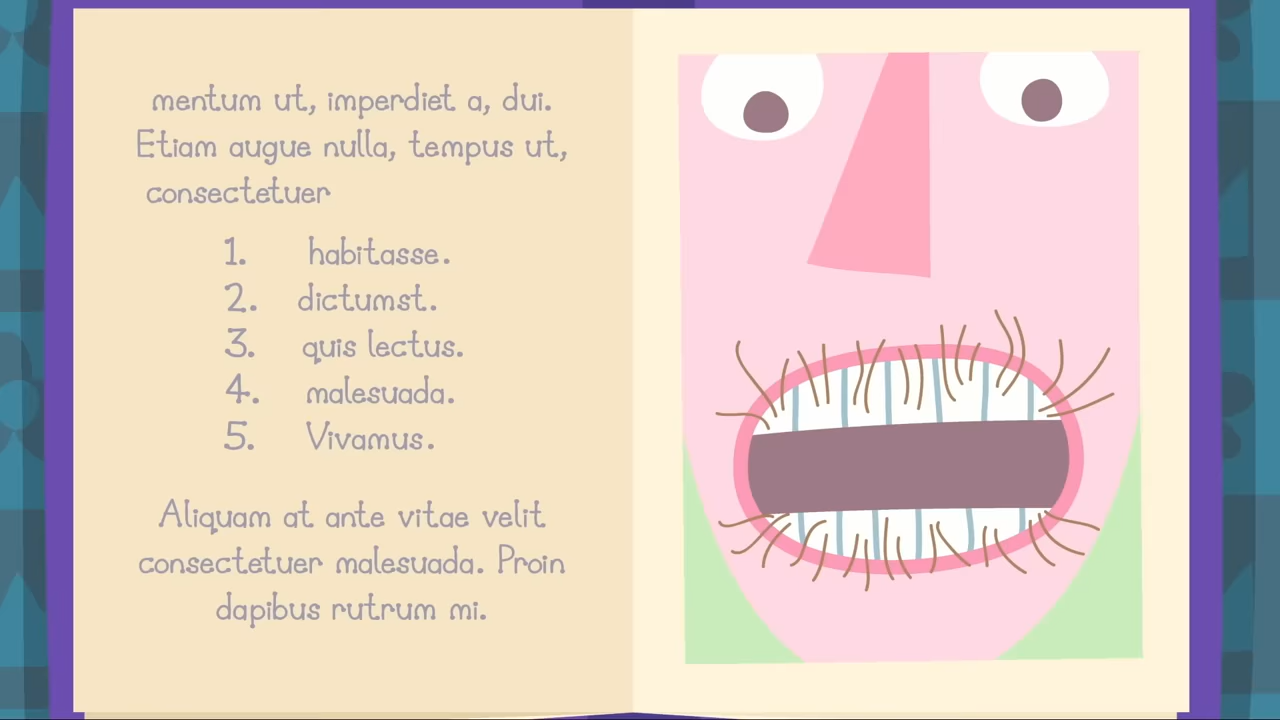 mentum ut, imperdiet a, dui.
Etiam augue nulla, tempus ut,
consectetuer
1. habitasse.
2. dictumst.
3. quis lectus.
4. malesuada.
5. Vivamus.
Aliquam at ante vitae velit
consectetuer malesuada. Proin
dapibus rutrum mi.